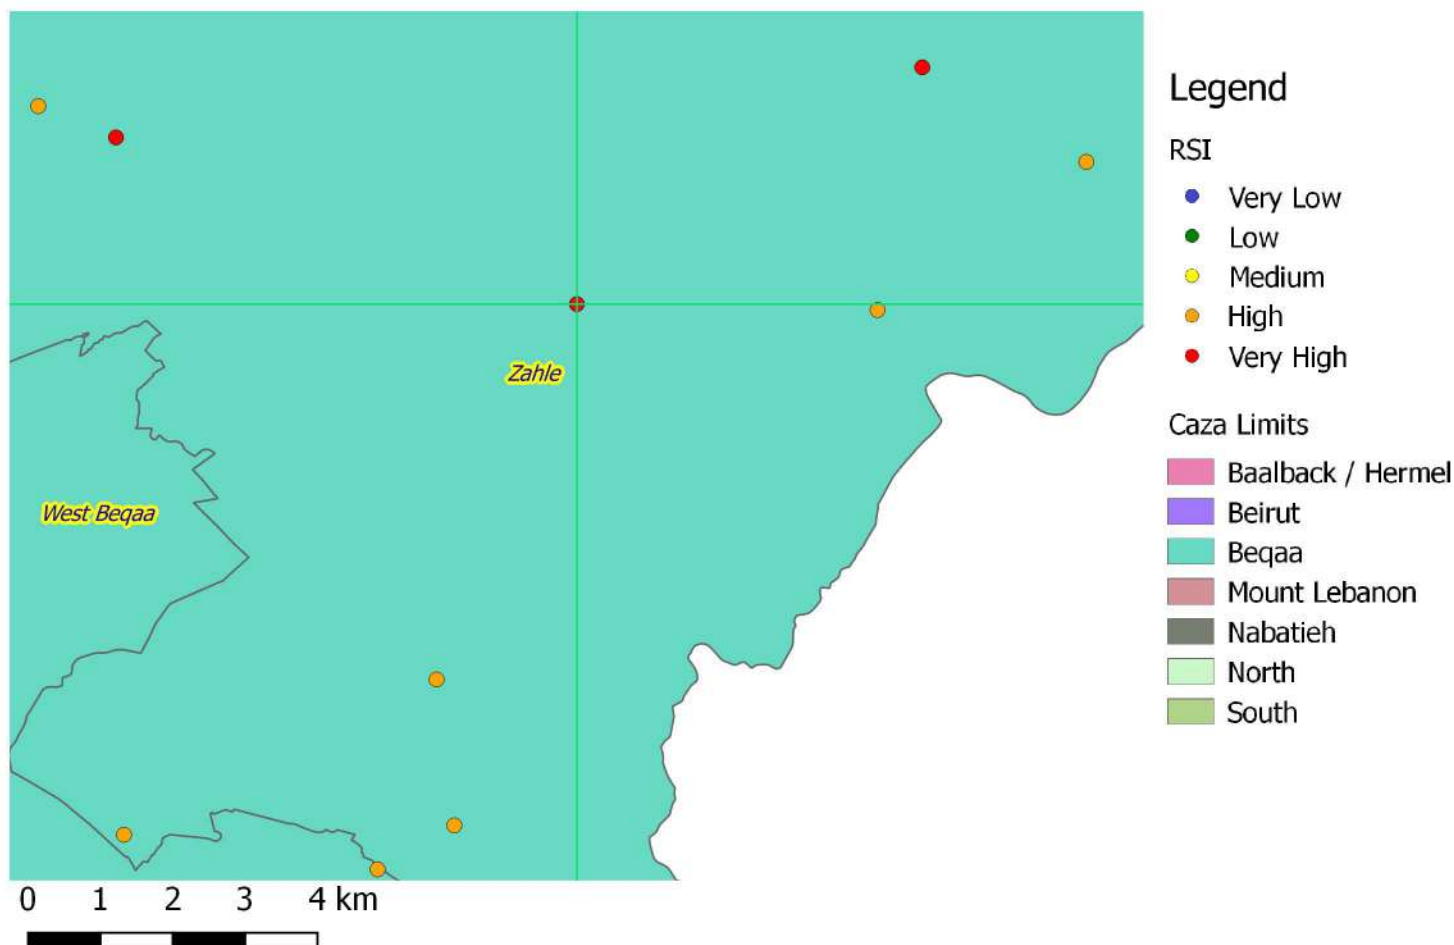 Legend
RSI
Very Low
Low
Medium
High
Very High
Zahle
Caza Limits
Baalback / Hermel
West Beqaa
Beirut
Beqaa
Mount Lebanon
Nabatieh
North
South
0 1 2 3 4 km